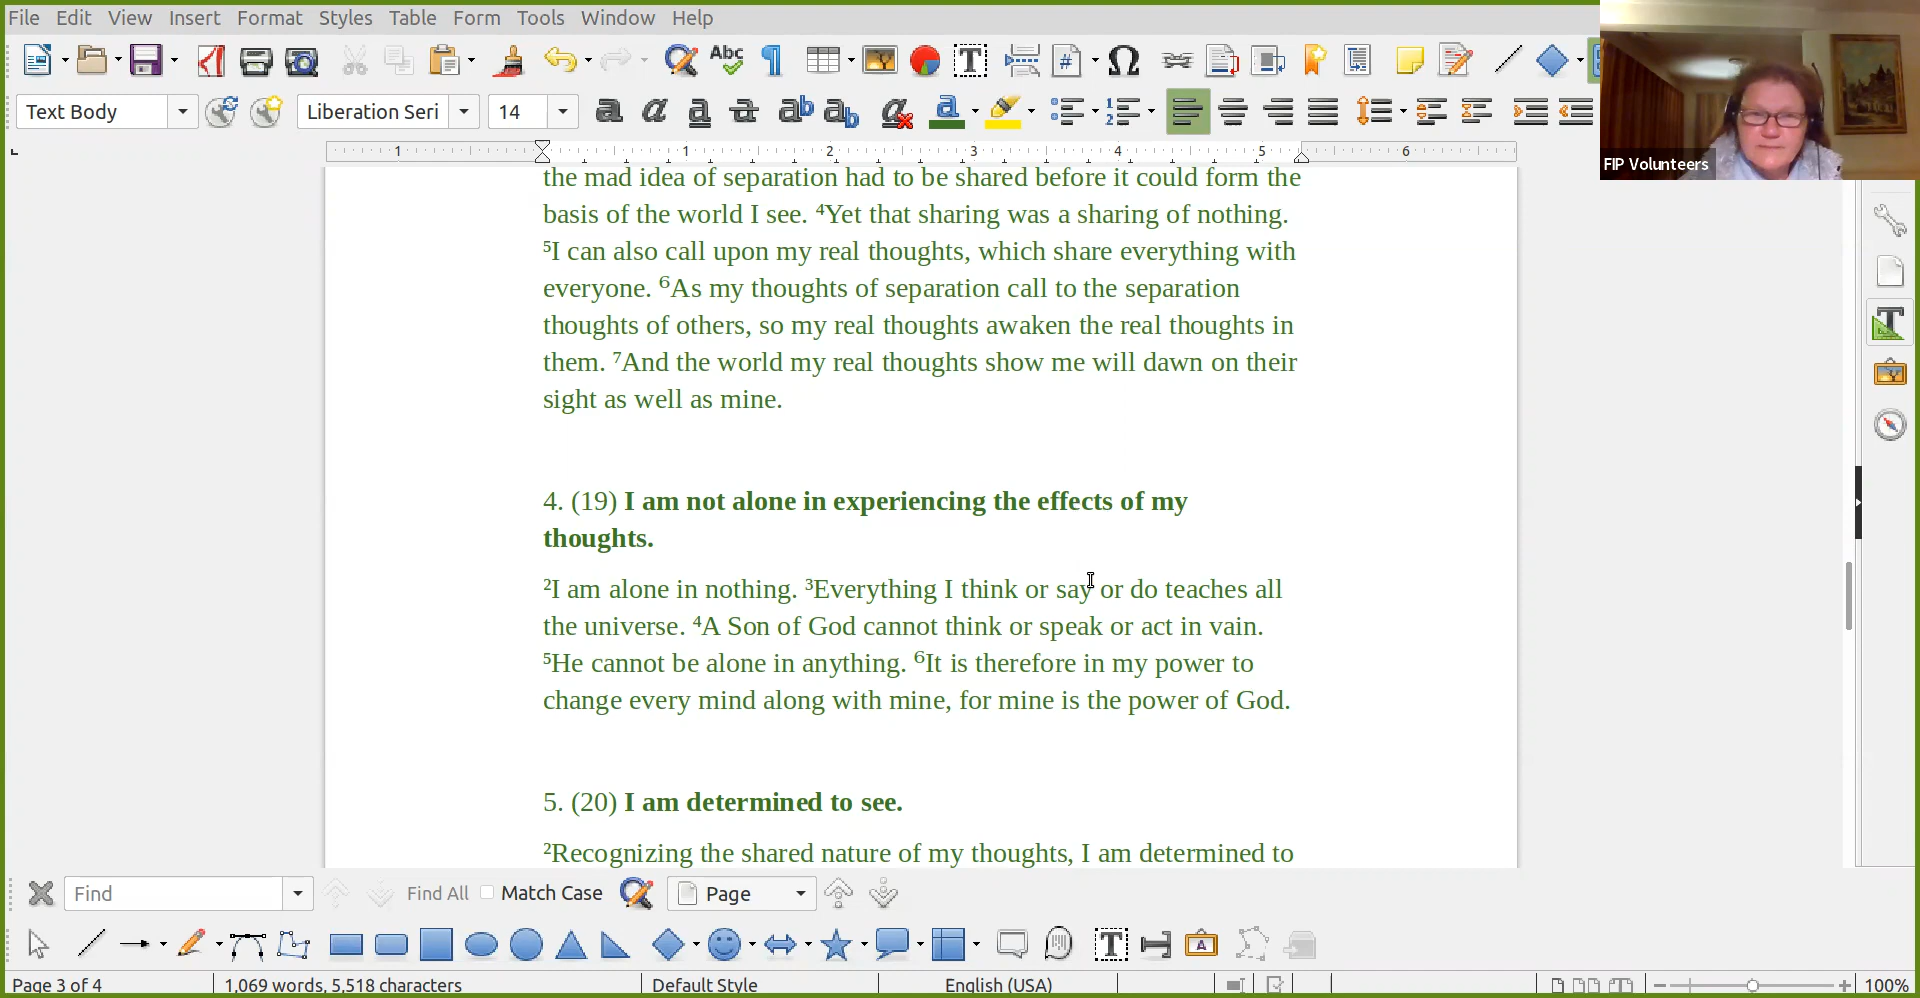 File Edit View Insert Format Styles Table Form Tools Window Help
Text Body Liberation Seri 14
FIP Volunteers
1 1 2 3 4 5 6
the mad idea of separation had to be shared before it could form the
basis of the world I see. ⁴Yet that sharing was a sharing of nothing.
⁵I can also call upon my real thoughts, which share everything with
everyone. ⁶As my thoughts of separation call to the separation
thoughts of others, so my real thoughts awaken the real thoughts in
them. ⁷And the world my real thoughts show me will dawn on their
sight as well as mine.
4. (19) I am not alone in experiencing the effects of my
thoughts.
²I am alone in nothing. ³Everything I think or say or do teaches all
the universe. ⁴A Son of God cannot think or speak or act in vain.
⁵He cannot be alone in anything. ⁶It is therefore in my power to
change every mind along with mine, for mine is the power of God.
5. (20) I am determined to see.
²Recognizing the shared nature of my thoughts, I am determined to
Find Find All Match Case Page
Page 3 of 4 1,069 words, 5,518 characters Default Style English (USA) 100%